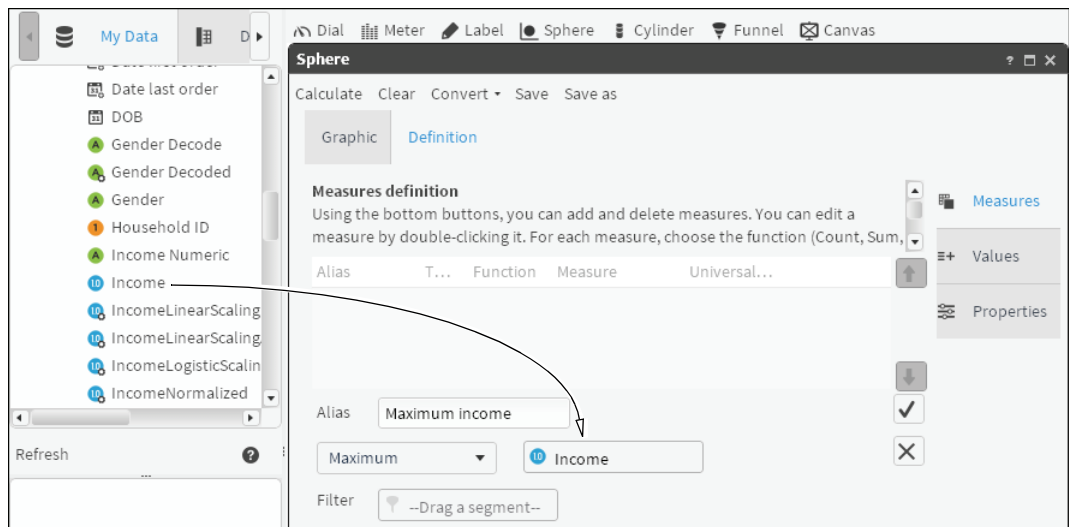 My Data
D
Dial Meter Label Sphere Cylinder Funnel Canvas
Date last order
DOB
Gender Decode
Gender Decoded
Gender
Household ID
Income Numeric
Income
IncomeLinearScaling
IncomeLinearScaling
IncomeLogisticScalin
IncomeNormalized
Refresh
Sphere
Calculate Clear Convert Save Save as
Graphic Definition
Measures definition
Using the bottom buttons, you can add and delete measures. You can edit a
measure by double-clicking it. For each measure, choose the function (Count, Sum,
Alias T... Function Measure Universal...
Alias Maximum income
Maximum Income
Filter --Drag a segment--
Measures
Values
Properties